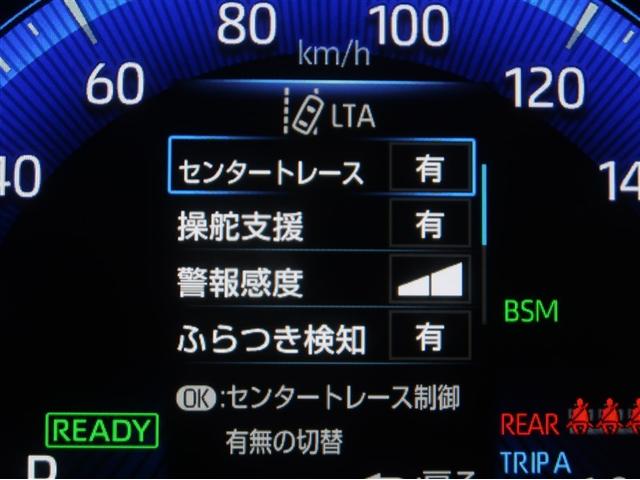 80
100
km/h
60
120
LTA
40
センタートレース 有
操舵支援 有
警報感度
BSM
ふらつき検知 有
OK:センタートレース制御
有無の切替
READY
REAR
TRIP A